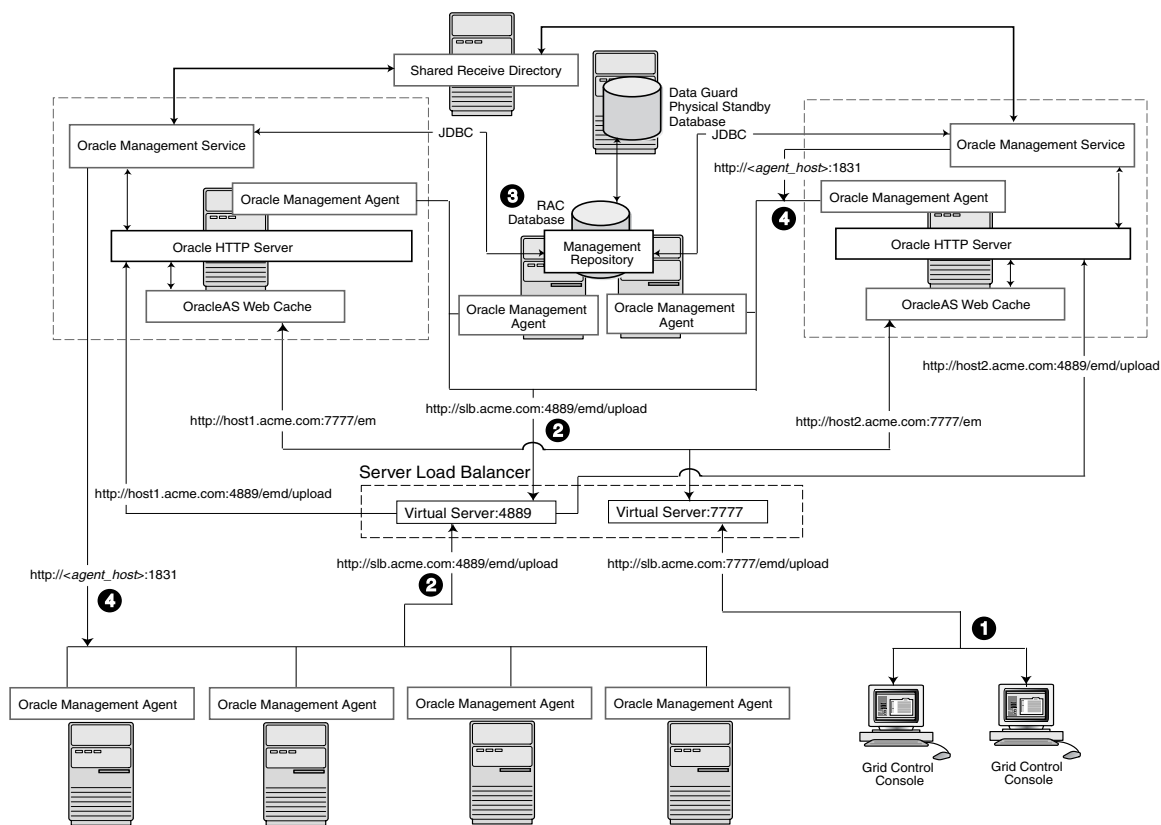 Shared Receive Directory
Data Guard
Physical Standby
Database
Oracle Management Service
JDBC
JDBC
Oracle Management Service
http://<agent_host>:1831
Oracle Management Agent
3
RAC
Database
4
Oracle Management Agent
Oracle HTTP Server
Management
Repository
Oracle HTTP Server
OracleAS Web Cache
Oracle Management
Agent
Oracle Management
Agent
OracleAS Web Cache
http://host2.acme.com:4889/emd/upload
http://host1.acme.com:7777/em
http://slb.acme.com:4889/emd/upload
2
http://host2.acme.com:7777/em
Server Load Balancer
http://host1.acme.com:4889/emd/upload
Virtual Server:4889
Virtual Server:7777
http://<agent_host>:1831
4
http://slb.acme.com:4889/emd/upload
2
http://slb.acme.com:7777/emd/upload
1
Oracle Management Agent
Oracle Management Agent
Oracle Management Agent
Oracle Management Agent
Grid Control
Console
Grid Control
Console